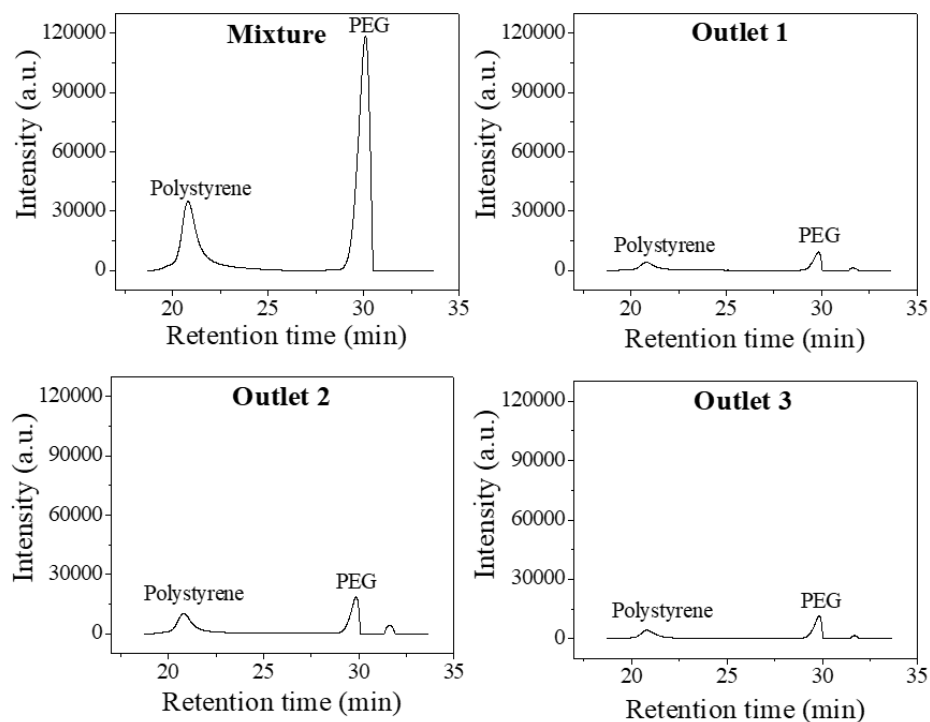 Mixture
PEG
Polystyrene
Intensity (a.u.)
120000
90000
60000
30000
0
20
25
30
35
Retention time (min)
Outlet 1
Polystyrene
PEG
Intensity (a.u.)
120000
90000
60000
30000
0
20
25
30
35
Retention time (min)
Outlet 2
Polystyrene
PEG
Intensity (a.u.)
120000
90000
60000
30000
0
20
25
30
35
Retention time (min)
Outlet 3
Polystyrene
PEG
Intensity (a.u.)
120000
90000
60000
30000
0
20
25
30
35
Retention time (min)